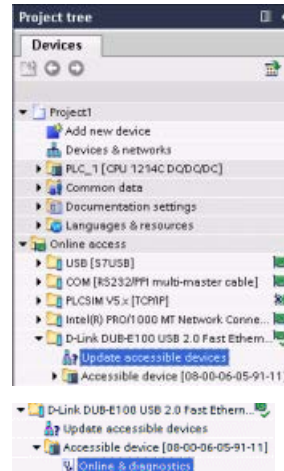 Project tree
Devices
Project1
Add new device
Devices & networks
PLC_1 [CPU 1214C DC/DC/DC]
Common data
Documentation settings
Languages & resources
Online access
USB [S7USB]
COM [RS232/PPI multi-master cable]
PLCSIM V5.x [TCP/IP]
Intel(R) PRO/1000 MT Network Conne...
D-Link DUB-E100 USB 2.0 Fast Ethern...
Update accessible devices
Accessible device [08-00-06-05-91-11]
D-Link DUB-E100 USB 2.0 Fast Ethern...
Update accessible devices
Accessible device [08-00-06-05-91-11]
Online & diagnostics